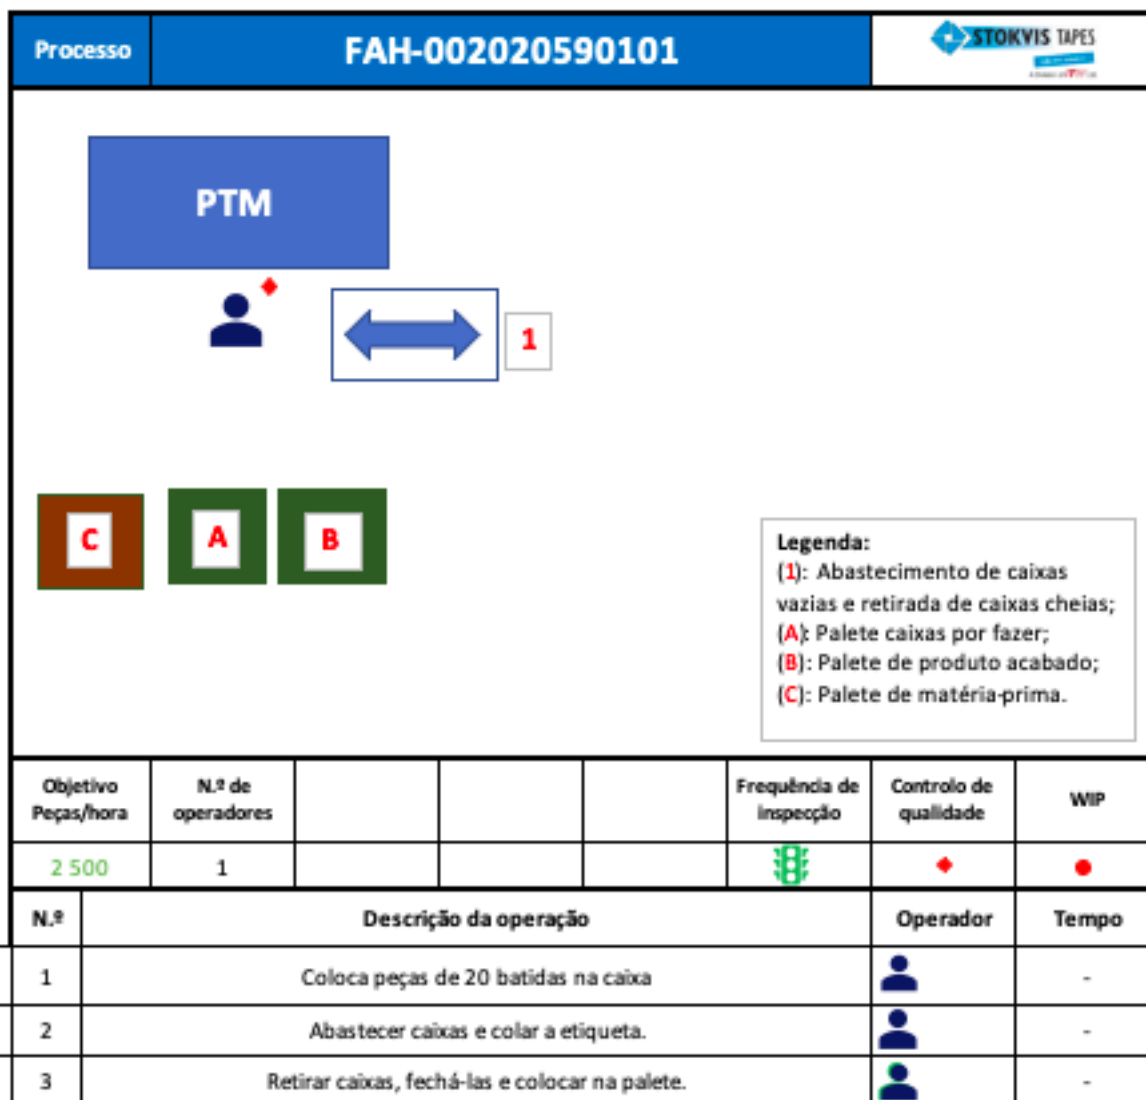 Processo
FAH-002020590101
STOKVIS TAPES
PTM
1
C
A
B
Legenda:
(1): Abastecimento de caixas
vazias e retirada de caixas cheias;
(A): Palete caixas por fazer;
(B): Palete de produto acabado;
(C): Palete de matéria-prima.
Objetivo
Peças/hora
N.º de
operadores
Frequência de
inspecção
Controlo de
qualidade
WIP
2 500
1
N.º
Descrição da operação
Operador
Tempo
1
Coloca peças de 20 batidas na caixa
-
2
Abastecer caixas e colar a etiqueta.
-
3
Retirar caixas, fechá-las e colocar na palete.
-